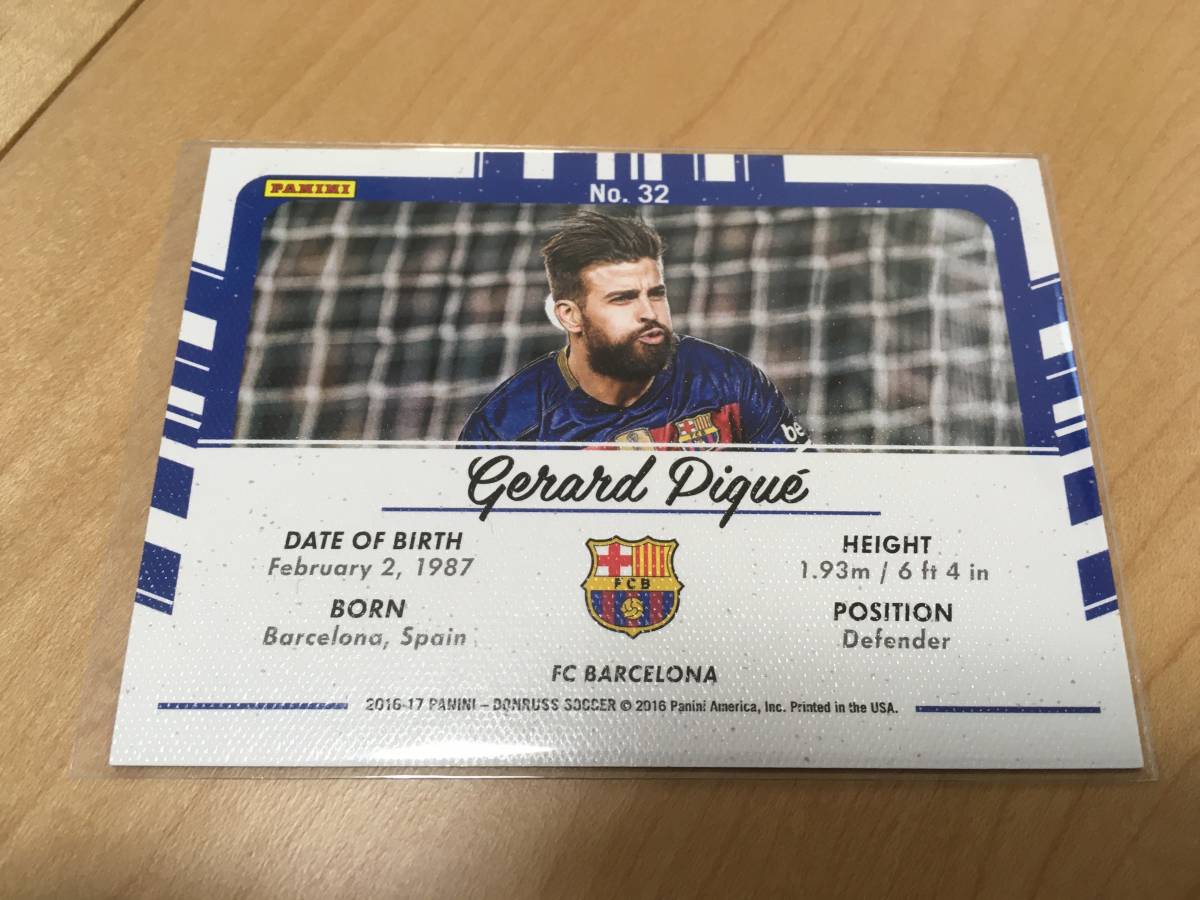 PANINI
No. 32
be
Gerard Piqué
DATE OF BIRTH
February 2, 1987
BORN
Barcelona, Spain
FCB
HEIGHT
1.93m / 6 ft 4 in
POSITION
Defender
FC BARCELONA
2016-17 PANINI – DONRUSS SOCCER © 2016 Panini America, Inc. Printed in the USA.